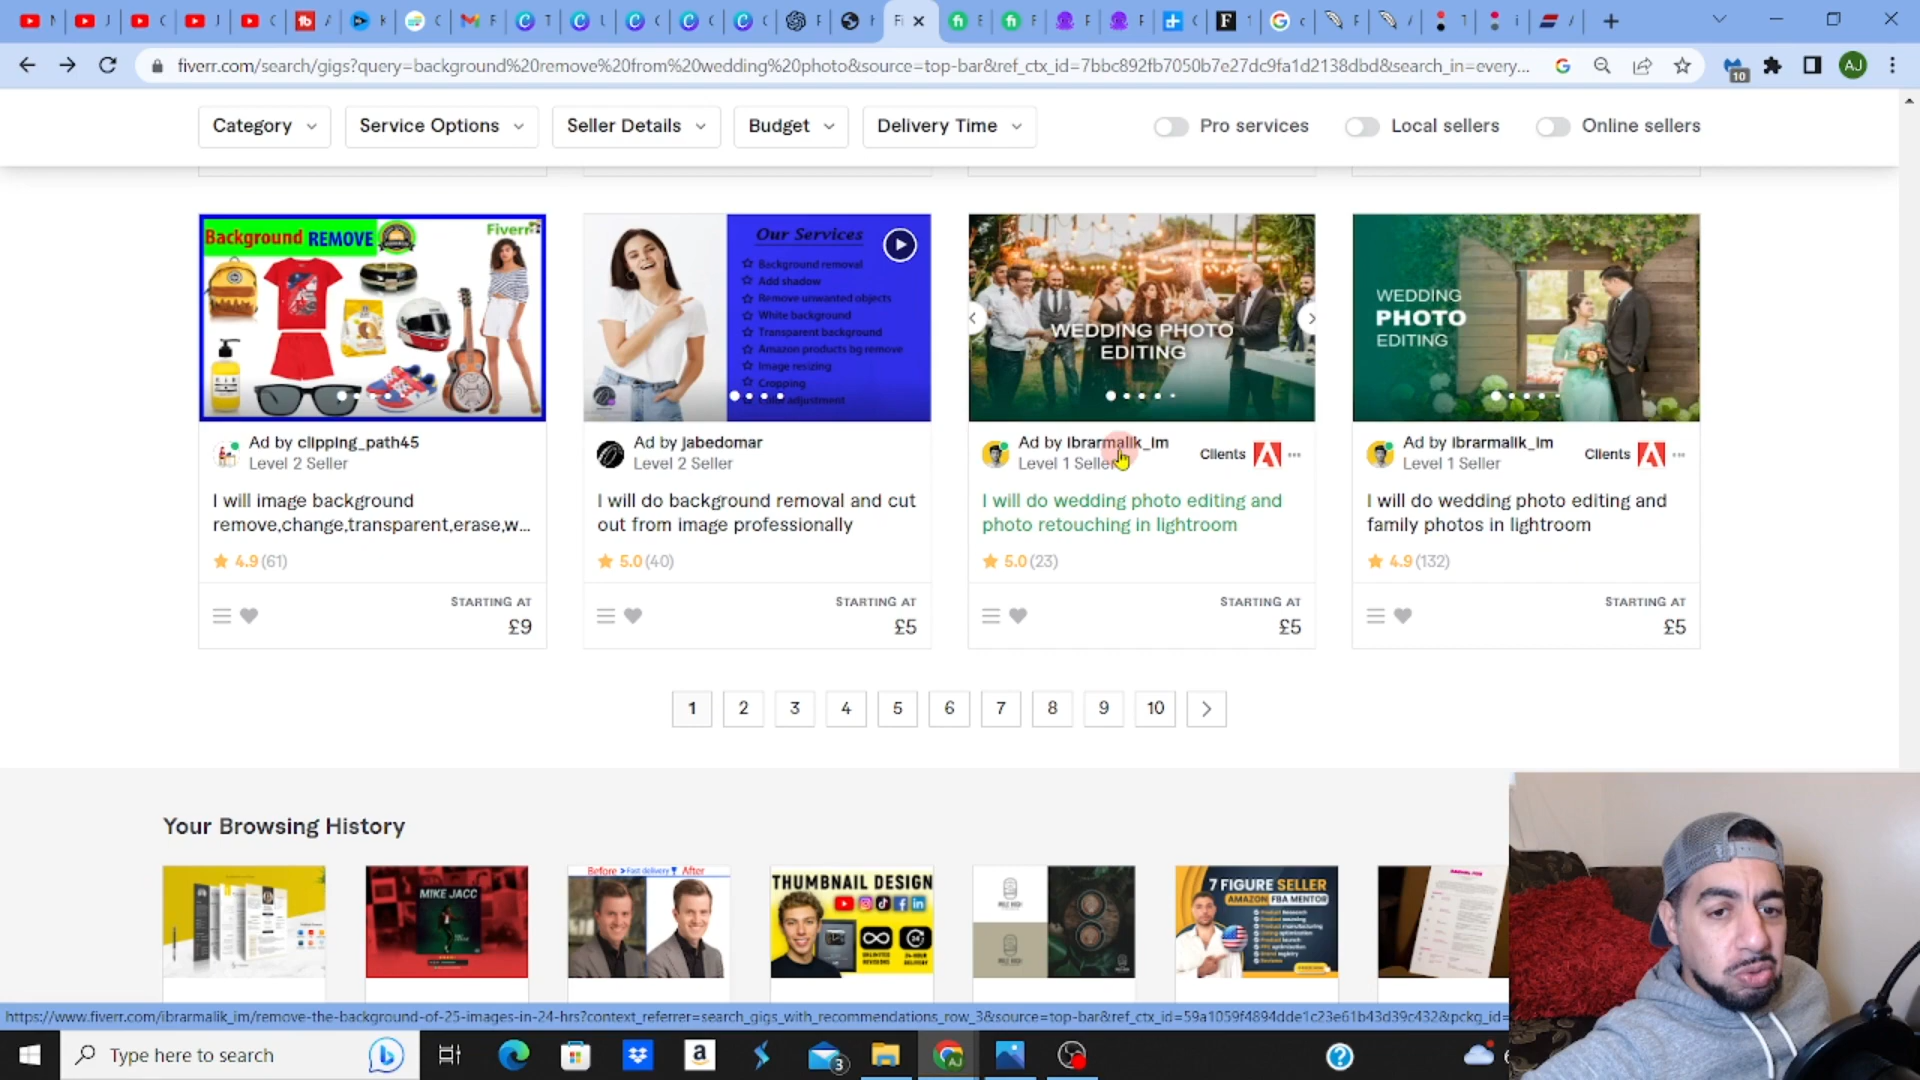 fiverr.com/search/gigs?query=background%20remove%20from%20wedding%20photo&source=top-bar&ref_ctx_id=7bbc892fb7050b7e27dc9fa1d2138dbd&search_in=every...
10
AJ
Category
Service Options
Seller Details
Budget
Delivery Time
Pro services
Local sellers
Online sellers
Background REMOVE
Fiverr
Our Services
Background removal
Add shadow
Remove unwanted objects
White background
Transparent background
Amazon products bg remove
Image resizing
Cropping
Color adjustment
WEDDING PHOTO
EDITING
WEDDING
PHOTO
EDITING
Ad by clipping_path45
Level 2 Seller
Ad by jabedomar
Level 2 Seller
Ad by ibrarmalik_im
Level 1 Seller
Clients
Ad by ibrarmalik_im
Level 1 Seller
Clients
I will image background
remove,change,transparent,erase,w...
I will do background removal and cut
out from image professionally
I will do wedding photo editing and
photo retouching in lightroom
I will do wedding photo editing and
family photos in lightroom
4.9 (61)
5.0 (40)
5.0 (23)
4.9 (132)
STARTING AT
£9
STARTING AT
£5
STARTING AT
£5
STARTING AT
£5
1 2 3 4 5 6 7 8 9 10
Your Browsing History
MIKE JACC
Before >Fast delivery After
THUMBNAIL DESIGN
7 FIGURE SELLER
AMAZON FBA MENTOR
https://www.fiverr.com/ibrarmalik_im/remove-the-background-of-25-images-in-24-hrs?context_referrer=search_gigs_with_recommendations_row_3&source=top-bar&ref_ctx_id=59a1059f4894dde1c23e61b43d39c432&pckg_id=
Type here to search
3